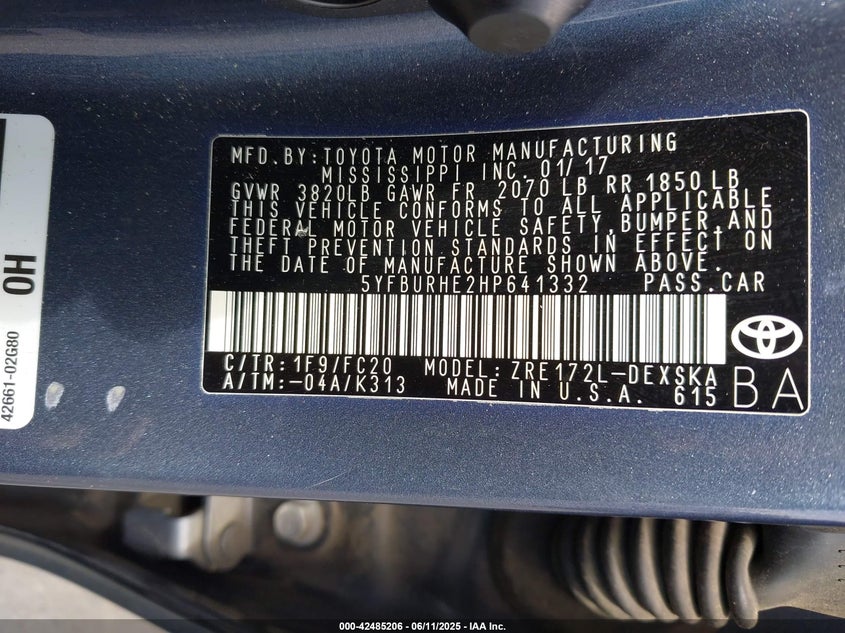 MFD.BY:TOYOTA MOTOR MANUFACTURING
MISSISSIPPI INC. 01/17
GVWR 3820LB GAWR FR 2070 LB RR 1850 LB
THIS VEHICLE CONFORMS TO ALL APPLICABLE
FEDERAL MOTOR VEHICLE SAFETY,BUMPER,AND
THEFT PREVENTION STANDARDS IN EFFECT ON
THE DATE OF MANUFACTURE SHOWN ABOVE.
5YFBURHE2HP641332 PASS.CAR
C/TR:1F9/FC20 MODEL:ZRE172L-DEXSKA
A/TM:-04A/K313 MADE IN U.S.A. 615
BA
OH
42661-02G80
000-42485206 - 06/11/2025 - IAA Inc.